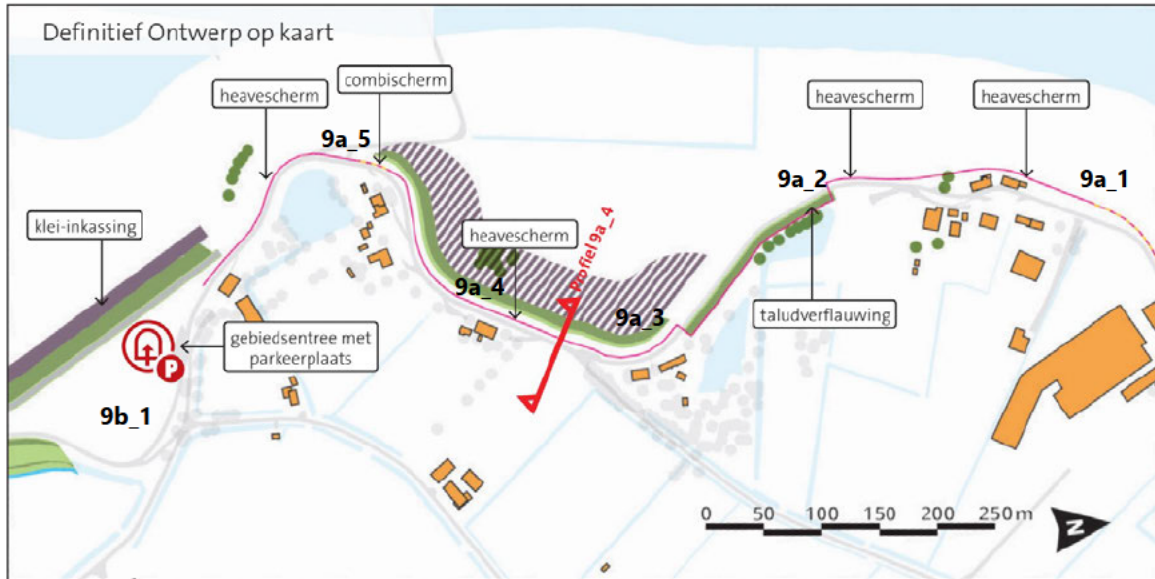 Definitief Ontwerp op kaart
heavescherm
combischerm
heavescherm
heavescherm
9a_5
9a_2
9a_1
klei-inkassing
heavescherm
Profiel 9a_4
9a_4
9a_3
taludverflauwing
gebiedsentree met
parkeerplaats
P
9b_1
0 50 100 150 200 250 m
N